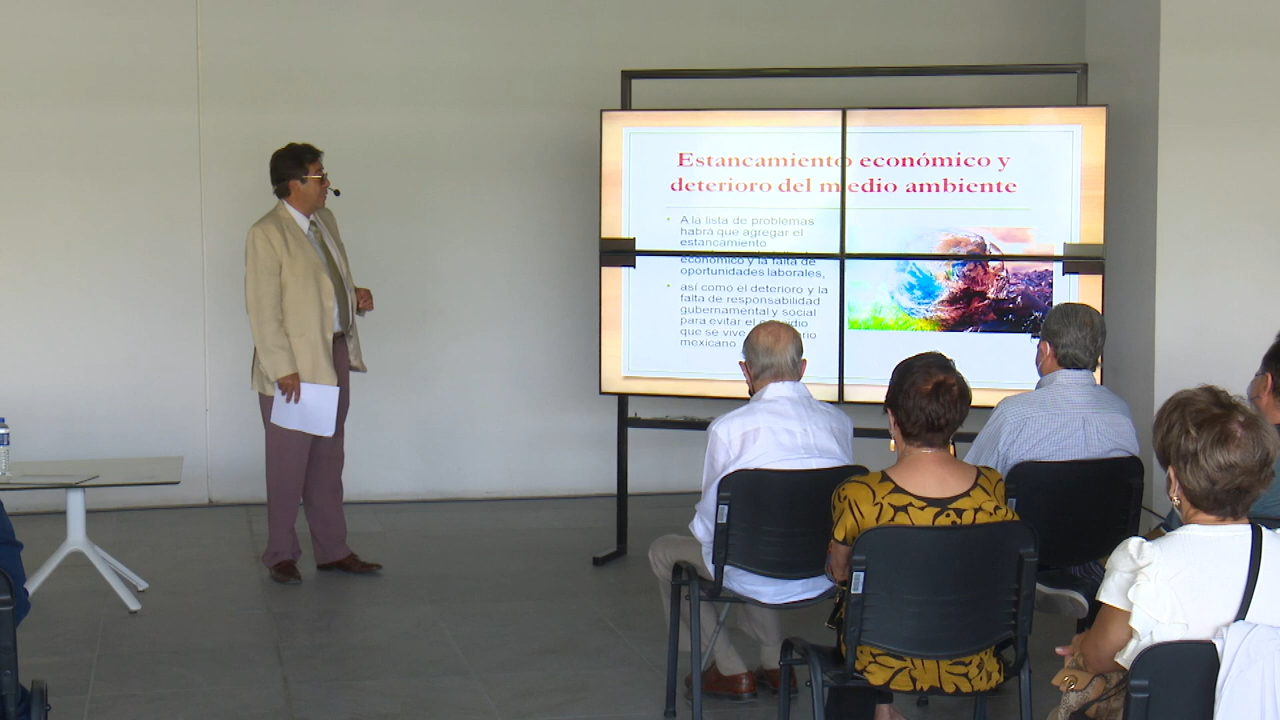 Estancamiento económico y
deterioro del medio ambiente
• A la lista de problemas
habrá que agregar el
estancamiento
económico y la falta de
oportunidades laborales,
• así como el deterioro y la
falta de responsabilidad
gubernamental y social
para evitar el
que se vive
mexicano.